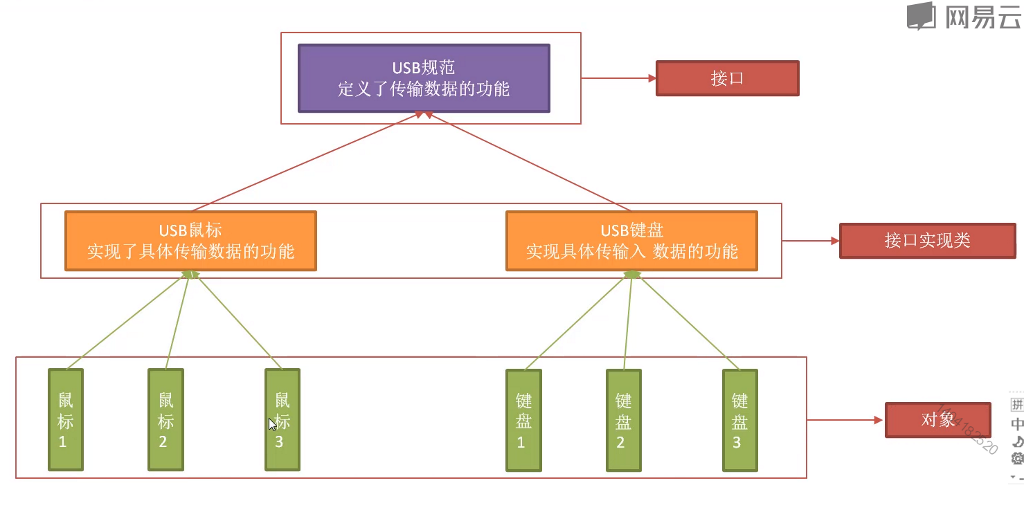 网易云
USB规范
定义了传输数据的功能
接口
USB鼠标
实现了具体传输数据的功能
USB键盘
实现具体传输入 数据的功能
接口实现类
鼠标1
鼠标2
鼠标3
键盘1
键盘2
键盘3
对象
拼
中